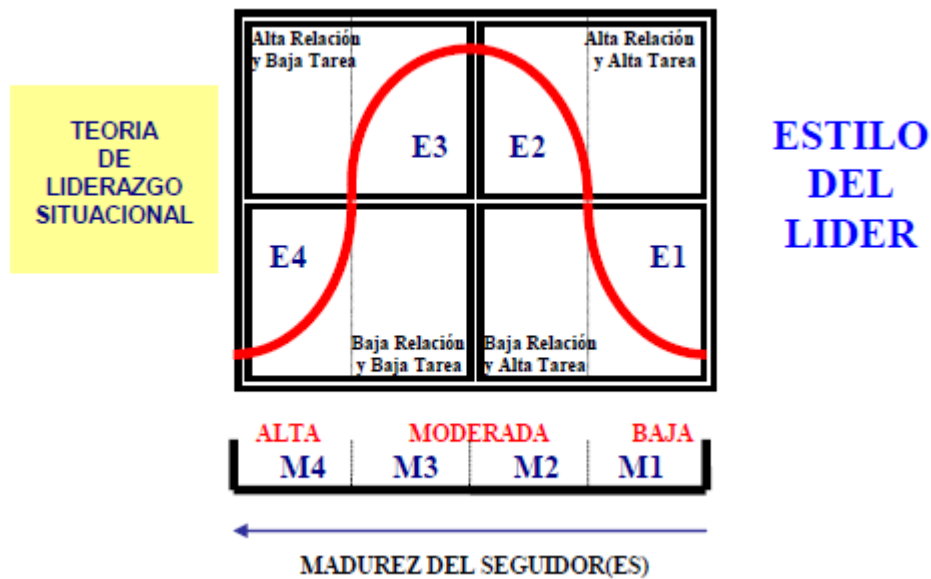 TEORIA
DE
LIDERAZGO
SITUACIONAL
Alta Relación
y Baja Tarea
Alta Relación
y Alta Tarea
E3
E2
E4
E1
Baja Relación
y Baja Tarea
Baja Relación
y Alta Tarea
ESTILO
DEL
LIDER
ALTA
MODERADA
BAJA
M4
M3
M2
M1
MADUREZ DEL SEGUIDOR(ES)